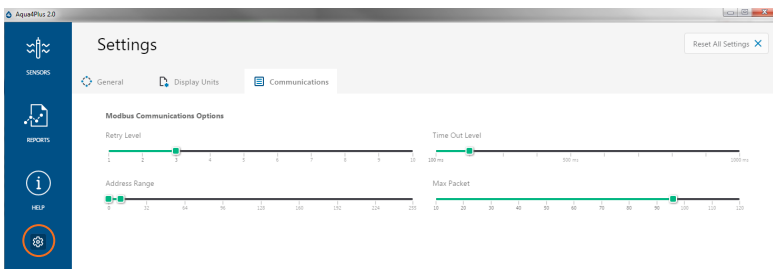 Aqua4Plus 2.0
Settings
Reset All Settings
SENSORS
General
Display Units
Communications
Modbus Communications Options
Retry Level
Time Out Level
1 2 3 4 5 6 7 8 9 10
100 ms 500 ms 1000 ms
REPORTS
Address Range
Max Packet
0 32 64 96 128 160 192 224 255
10 20 30 40 50 60 70 80 90 100 110 120
HELP